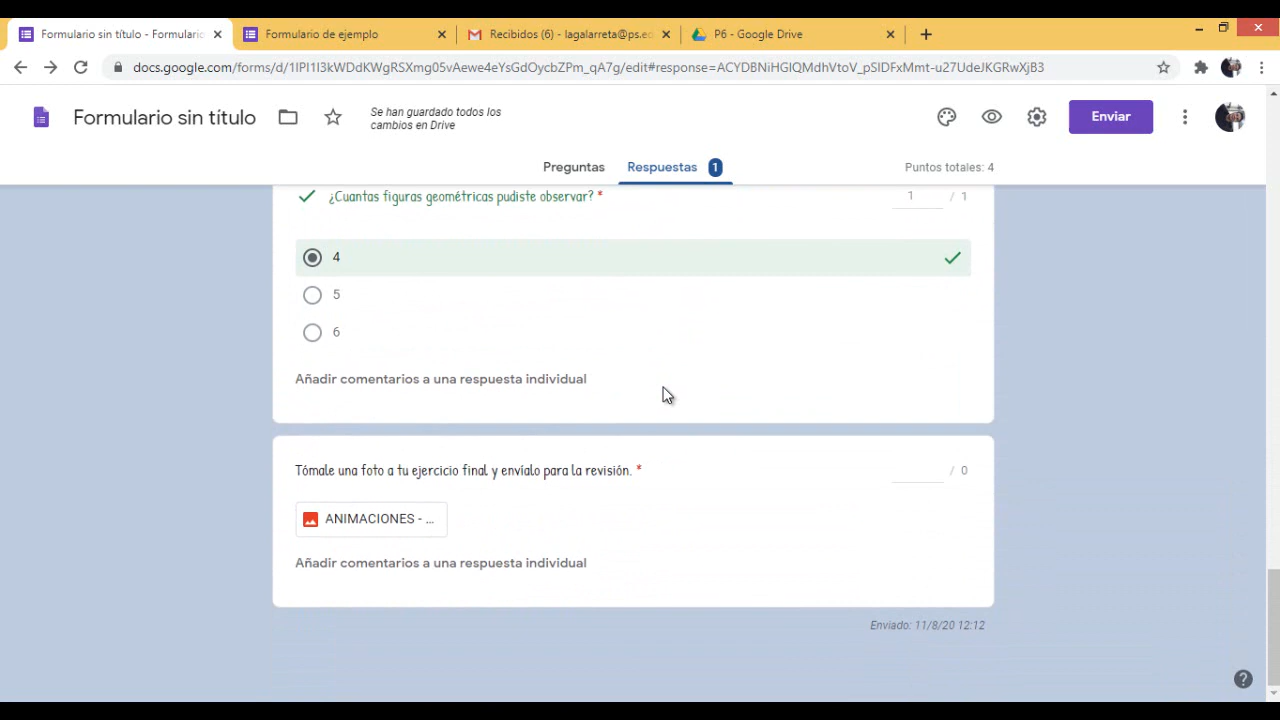 Formulario sin título - Formulario
Formulario de ejemplo
Recibidos (6) - lagalarreta@ps.ed
P6 - Google Drive
docs.google.com/forms/d/1IPI1I3kWDdKWgRSXmg05vAewe4eYsGdOycbZPm_qA7g/edit#response=ACYDBNiHGIQMdhVtoV_pSIDFxMmt-u27UdeJKGRwXjB3
Formulario sin título
Se han guardado todos los
cambios en Drive
Enviar
Preguntas
Respuestas 1
Puntos totales: 4
¿Cuantas figuras geométricas pudiste observar? *
1 / 1
4
5
6
Añadir comentarios a una respuesta individual
Tómale una foto a tu ejercicio final y envíalo para la revisión. *
/ 0
ANIMACIONES - ...
Añadir comentarios a una respuesta individual
Enviado: 11/8/20 12:12